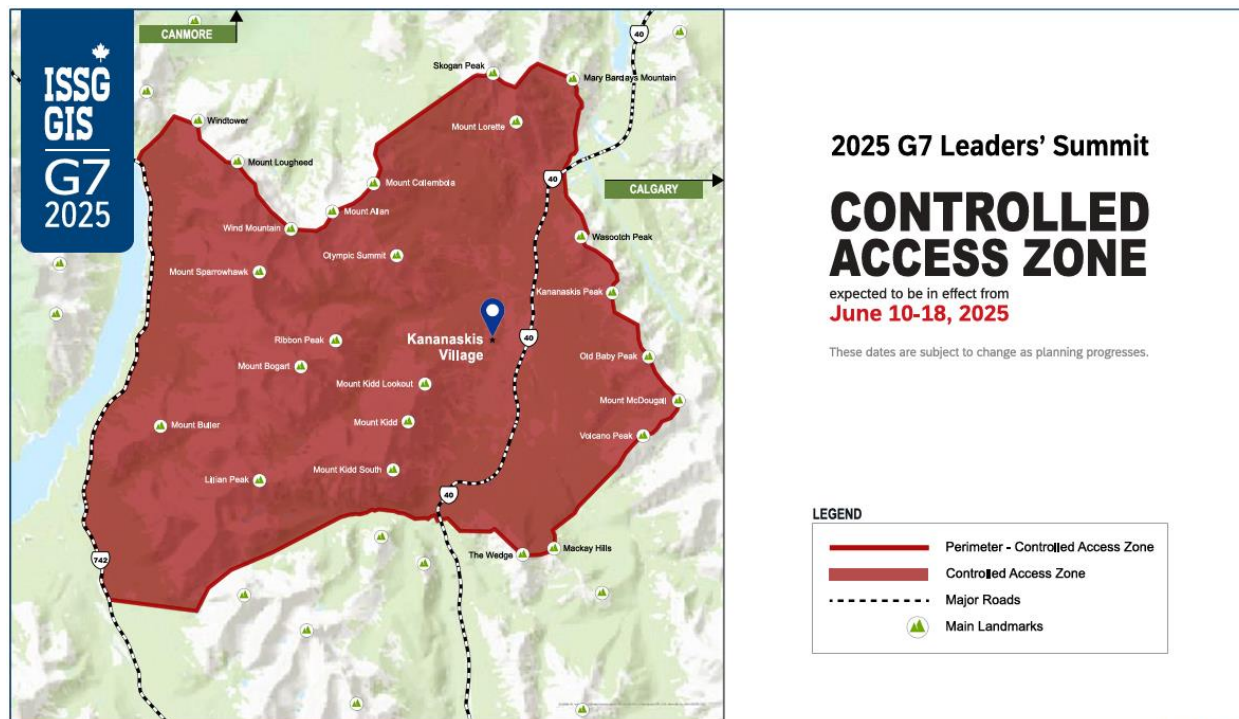 ISSG
GIS
G7
2025
CANMORE
40
Skogan Peak
Mary Barclays Mountain
Windtower
Mount Lorette
Mount Lougheed
40
Mount Collembola
CALGARY
Mount Allan
Wind Mountain
Wasootch Peak
Olympic Summit
Mount Sparrowhawk
Kananaskis Peak
Ribbon Peak
Kananaskis
Village
40
Old Baby Peak
Mount Bogart
Mount Kidd Lookout
Mount McDougall
Mount Buller
Mount Kidd
Volcano Peak
Mount Kidd South
Lillian Peak
40
742
The Wedge
Mackay Hills
2025 G7 Leaders’ Summit
CONTROLLED
ACCESS ZONE
expected to be in effect from
June 10-18, 2025
These dates are subject to change as planning progresses.
LEGEND
Perimeter - Controlled Access Zone
Controlled Access Zone
Major Roads
Main Landmarks